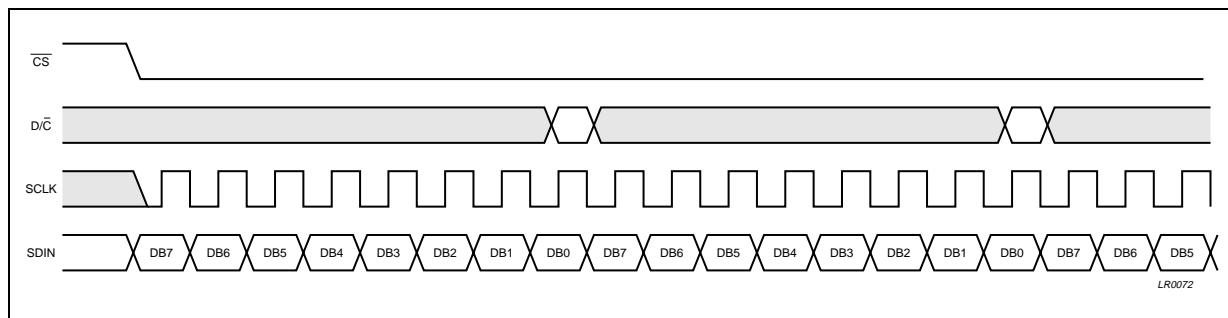 C̅S̅
D/C̅
SCLK
SDIN DB7 DB6 DB5 DB4 DB3 DB2 DB1 DB0 DB7 DB6 DB5 DB4 DB3 DB2 DB1 DB0 DB7 DB6 DB5
LR0072